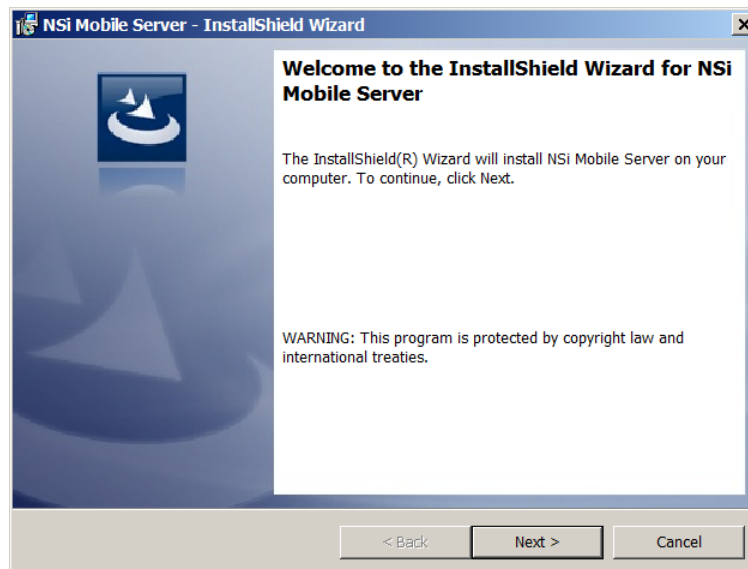 NSi Mobile Server - InstallShield Wizard
Welcome to the InstallShield Wizard for NSi
Mobile Server
The InstallShield(R) Wizard will install NSi Mobile Server on your
computer. To continue, click Next.
WARNING: This program is protected by copyright law and
international treaties.
< Back
Next >
Cancel